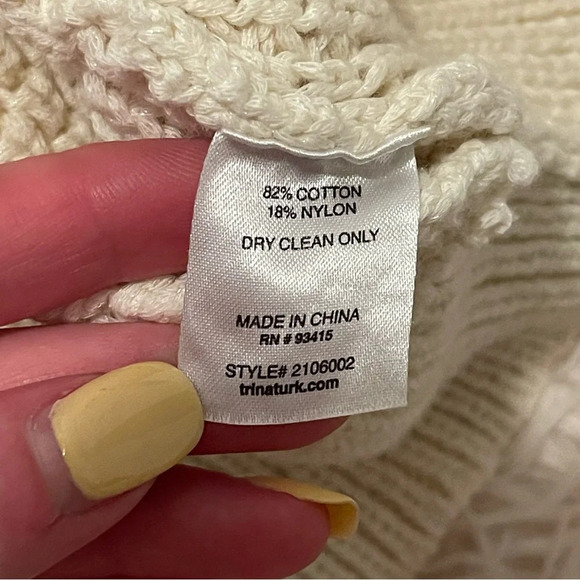 82% COTTON
18% NYLON
DRY CLEAN ONLY
MADE IN CHINA
RN # 93415
STYLE# 2106002
trinaturk.com